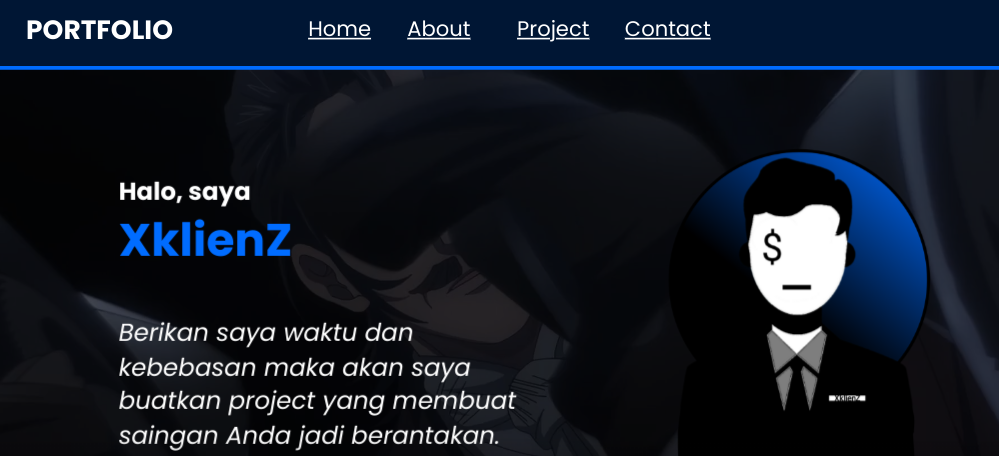 PORTFOLIO Home About Project Contact
Halo, saya
XklienZ
$
Berikan saya waktu dan
kebebasan maka akan saya
buatkan project yang membuat
saingan Anda jadi berantakan.
XklienZ